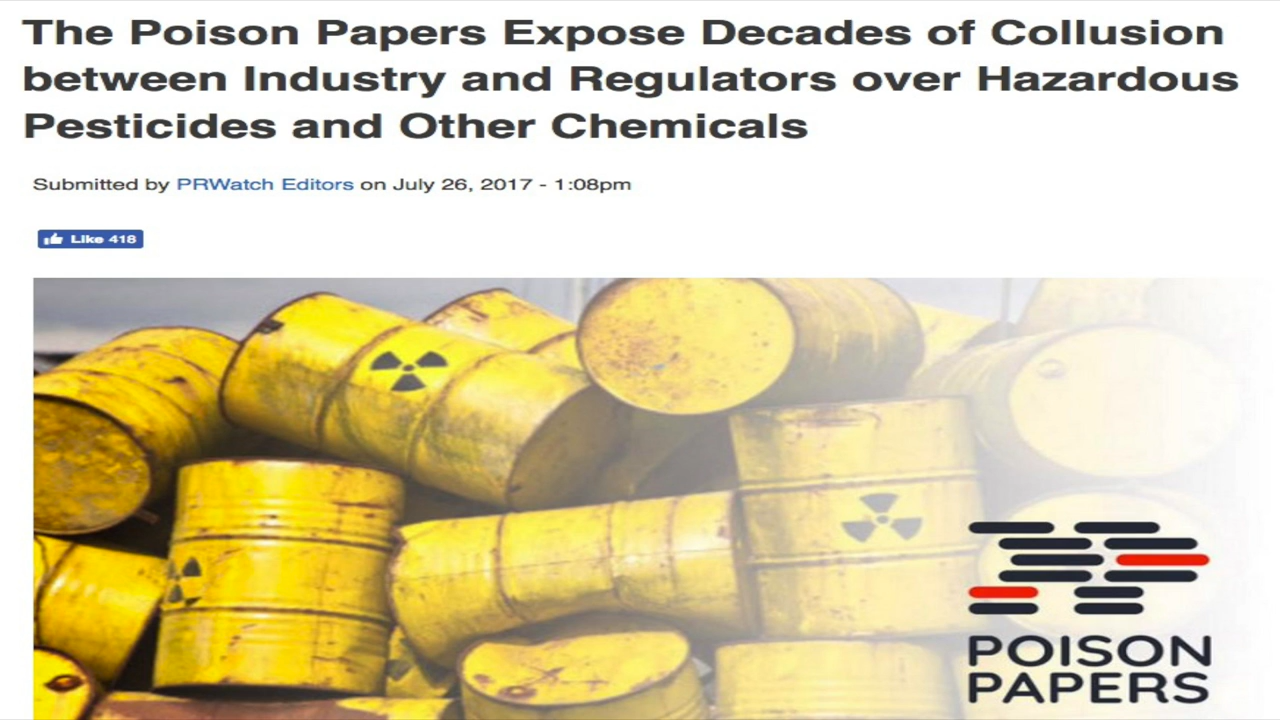 The Poison Papers Expose Decades of Collusion
between Industry and Regulators over Hazardous
Pesticides and Other Chemicals
Submitted by PRWatch Editors on July 26, 2017 - 1:08pm
Like 418
POISON
PAPERS